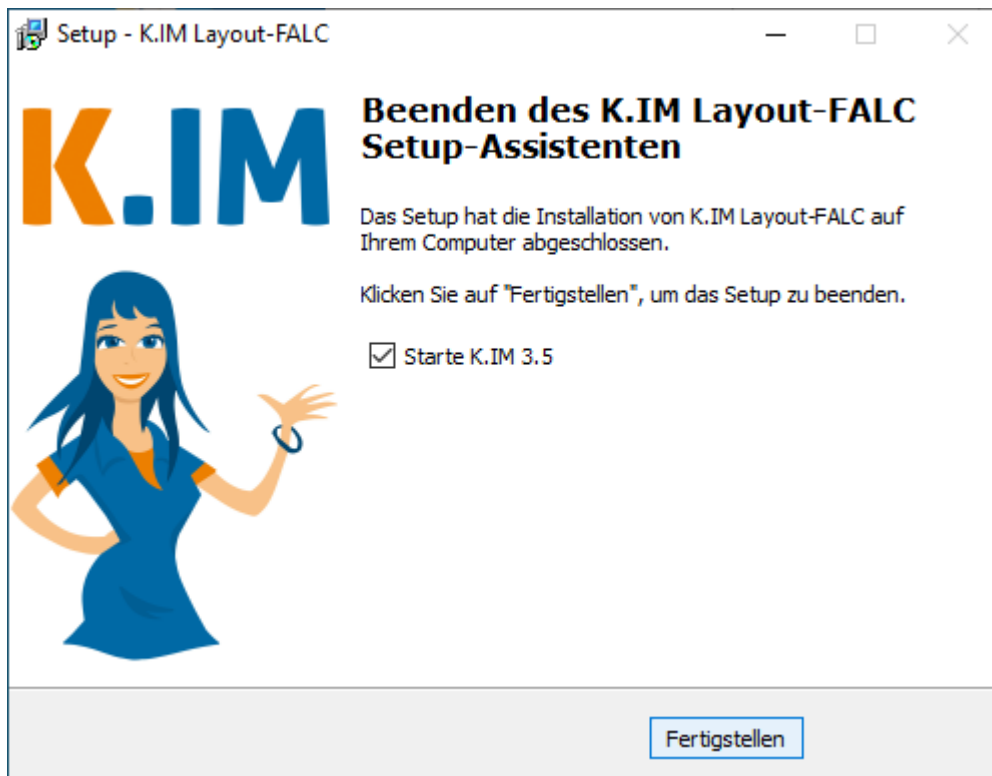 Setup - K.IM Layout-FALC
K.IM
Beenden des K.IM Layout-FALC
Setup-Assistenten
Das Setup hat die Installation von K.IM Layout-FALC auf
Ihrem Computer abgeschlossen.
Klicken Sie auf "Fertigstellen", um das Setup zu beenden.
Starte K.IM 3.5
Fertigstellen